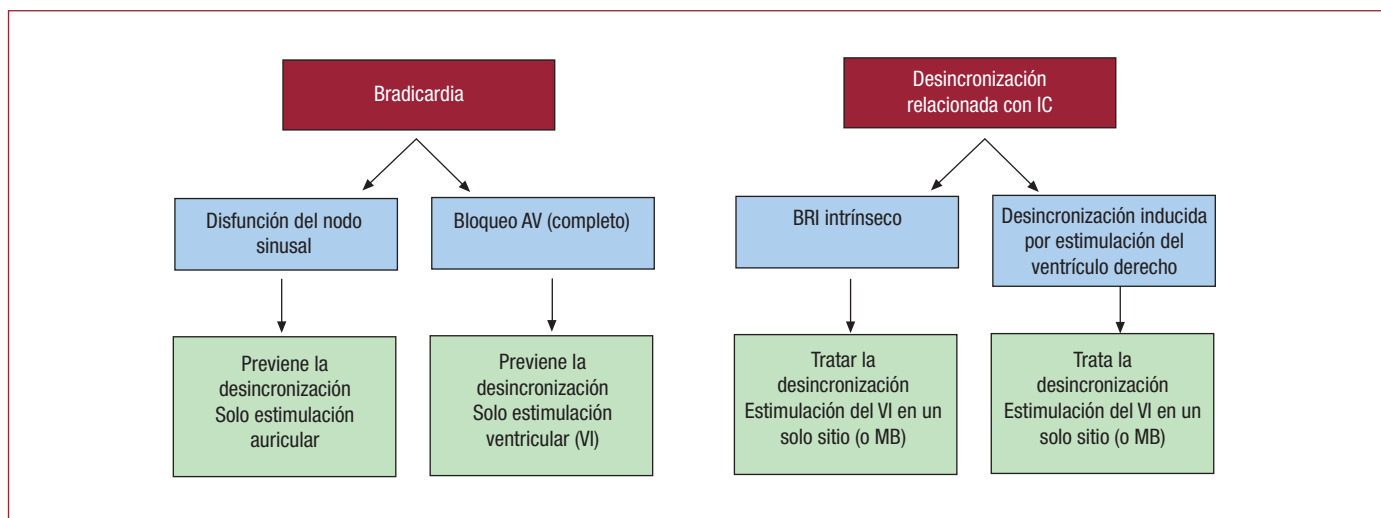 Bradicardia
Desincronización
relacionada con IC
Disfunción del nodo
sinusal
Bloqueo AV (completo)
BRI intrínseco
Desincronización inducida
por estimulación del
ventrículo derecho
Previene la
desincronización
Solo estimulación
auricular
Previene la
desincronización
Solo estimulación
ventricular (VI)
Tratar la
desincronización
Estimulación del VI en un
solo sitio (o MB)
Trata la
desincronización
Estimulación del VI en un
solo sitio (o MB)